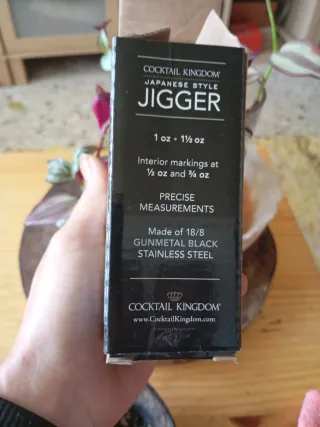 COCKTAIL KINGDOM®
JAPANESE STYLE
JIGGER
1 oz • 1½ oz
Interior markings at
½ oz and ¾ oz
PRECISE
MEASUREMENTS
Made of 18/8
GUNMETAL BLACK
STAINLESS STEEL
COCKTAIL KINGDOM®
www.CocktailKingdom.com